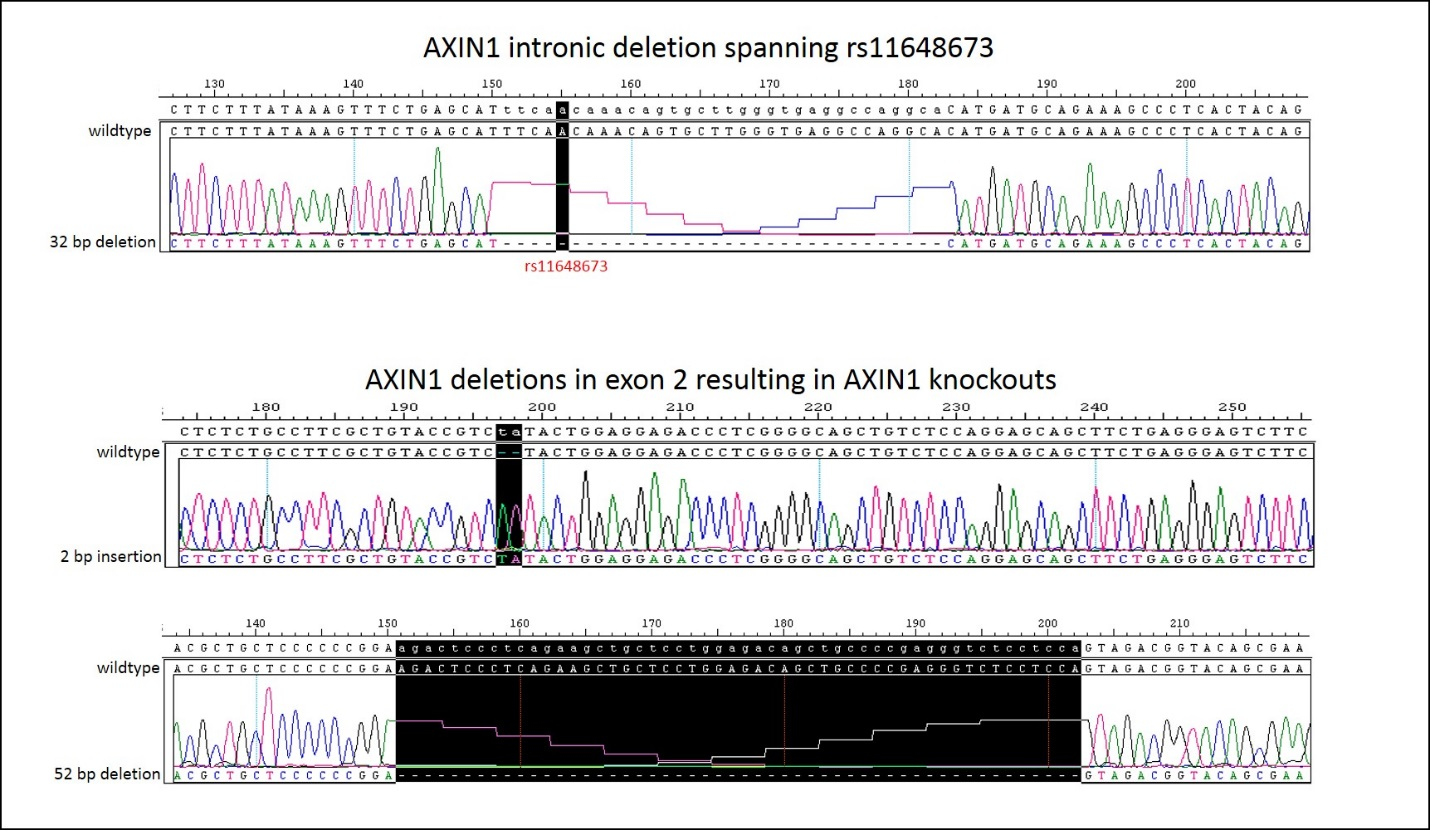 AXIN1 intronic deletion spanning rs11648673
130 140 150 160 170 180 190 200
CTTCTTTATAAAGTTTCTGAGCATttcaacaaacagtgcttgggtgaggccaggcaCATGATGCAGAAAGCCCTCACTACAG
wildtype CTTCTTTATAAAGTTTCTGAGCATTTCAACAAACAGTGCTTGGGTGAGGCCAGGCACATGATGCAGAAAGCCCTCACTACAG
32 bp deletion CTTCTTTATAAAGTTTCTGAGCAT--------------------------------CATGATGCAGAAAGCCCTCACTACAG
rs11648673
AXIN1 deletions in exon 2 resulting in AXIN1 knockouts
180 190 200 210 220 230 240 250
CTCTCTGCCTTCGCTGTACCGTCtaTACTGGAGGAGACCCTCGGGGCAGCTGTCTCCAGGAGCAGCTTCTGAGGGAGTCTTC
wildtype CTCTCTGCCTTCGCTGTACCGTC--TACTGGAGGAGACCCTCGGGGCAGCTGTCTCCAGGAGCAGCTTCTGAGGGAGTCTTC
2 bp insertion CTCTCTGCCTTCGCTGTACCGTCTATACTGGAGGAGACCCTCGGGGCAGCTGTCTCCAGGAGCAGCTTCTGAGGGAGTCTTC
140 150 160 170 180 190 200 210
ACGCTGCTCCCCCCGGAagactccctcagaagctgctcctggagacagctgccccgagggtctcctccaGTAGACGGTACAGCGAA
wildtype ACGCTGCTCCCCCCGGAAGACTCCCTCAGAAGCTGCTCCTGGAGACAGCTGCCCCGAGGGTCTCCTCCAGTAGACGGTACAGCGAA
52 bp deletion ACGCTGCTCCCCCCGGA----------------------------------------------------GTAGACGGTACAGCGAA